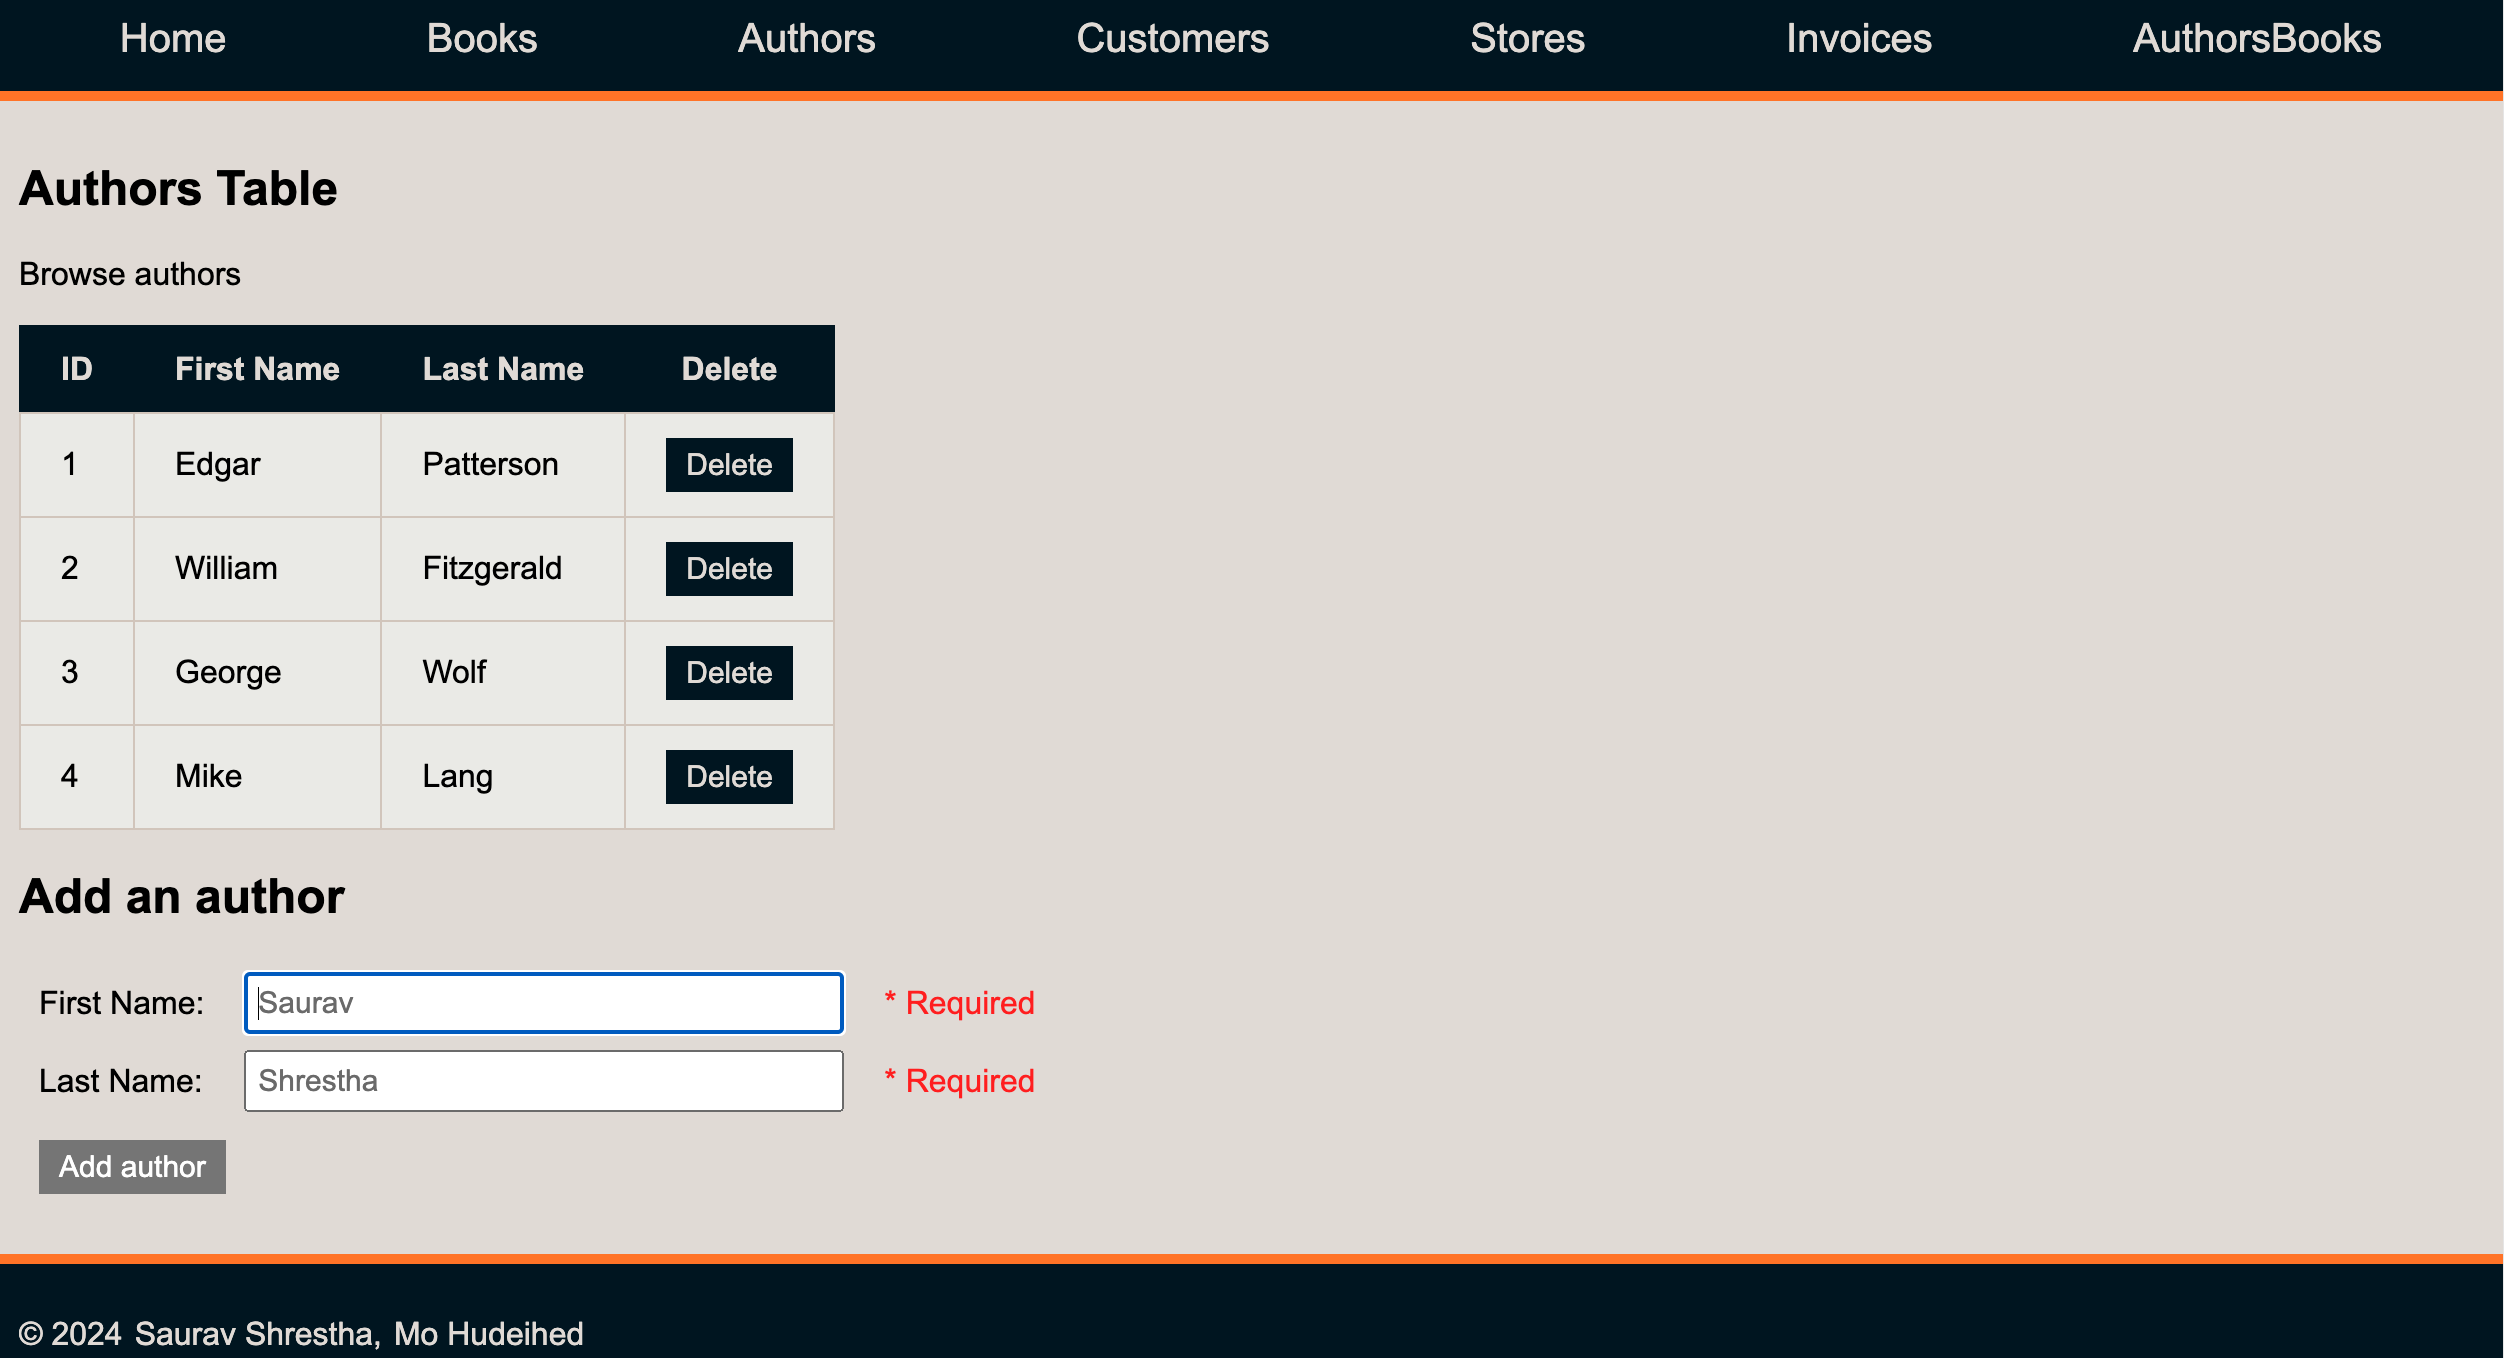 Home Books Authors Customers Stores Invoices AuthorsBooks
Authors Table
Browse authors
ID First Name Last Name Delete
1 Edgar Patterson Delete
2 William Fitzgerald Delete
3 George Wolf Delete
4 Mike Lang Delete
Add an author
First Name: Saurav * Required
Last Name: Shrestha * Required
Add author
© 2024 Saurav Shrestha, Mo Hudeihed